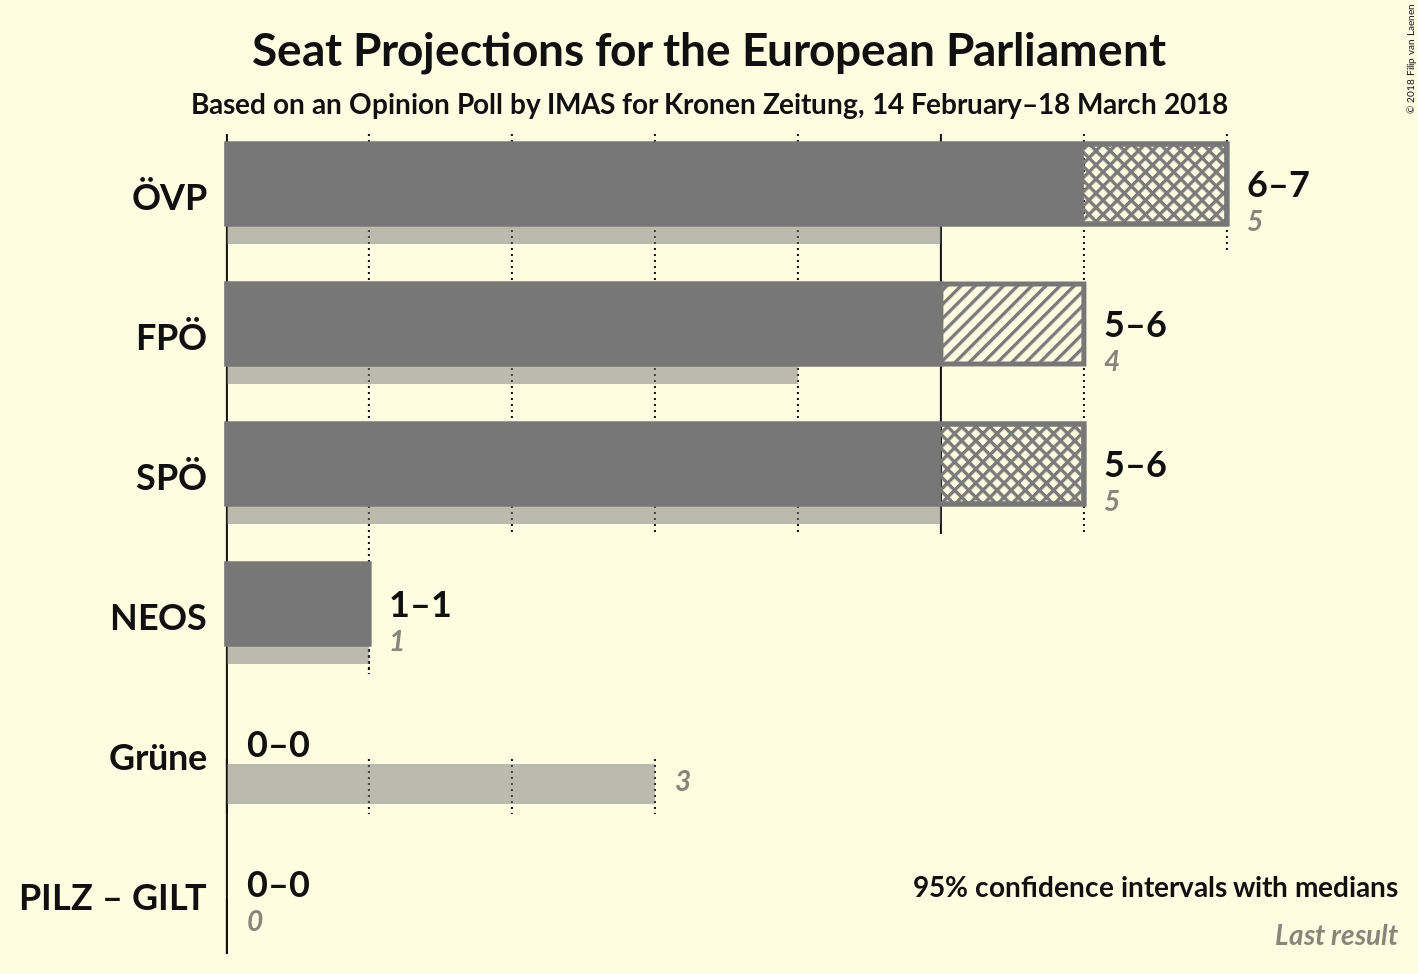 Seat Projections for the European Parliament
Based on an Opinion Poll by IMAS for Kronen Zeitung, 14 February–18 March 2018
© 2018 Filip van Laenen
ÖVP
6–7
5
FPÖ
5–6
4
SPÖ
5–6
5
NEOS
1–1
1
Grüne
0–0
3
PILZ – GILT
0–0
0
95% confidence intervals with medians
Last result